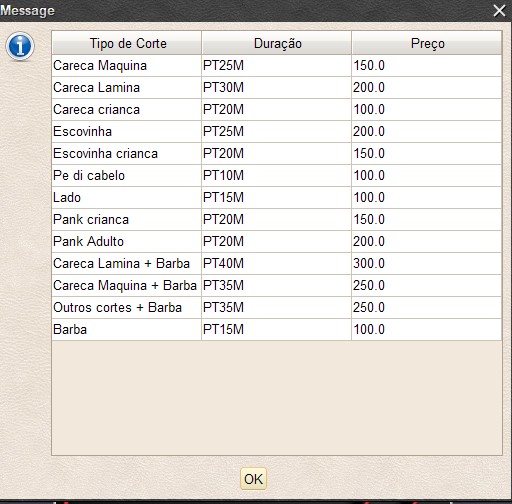 Message
Tipo de Corte Duração Preço
Careca Maquina PT25M 150.0
Careca Lamina PT30M 200.0
Careca crianca PT20M 100.0
Escovinha PT25M 200.0
Escovinha crianca PT20M 150.0
Pe di cabelo PT10M 100.0
Lado PT15M 100.0
Pank crianca PT20M 150.0
Pank Adulto PT20M 200.0
Careca Lamina + Barba PT40M 300.0
Careca Maquina + Barba PT35M 250.0
Outros cortes + Barba PT35M 250.0
Barba PT15M 100.0
OK